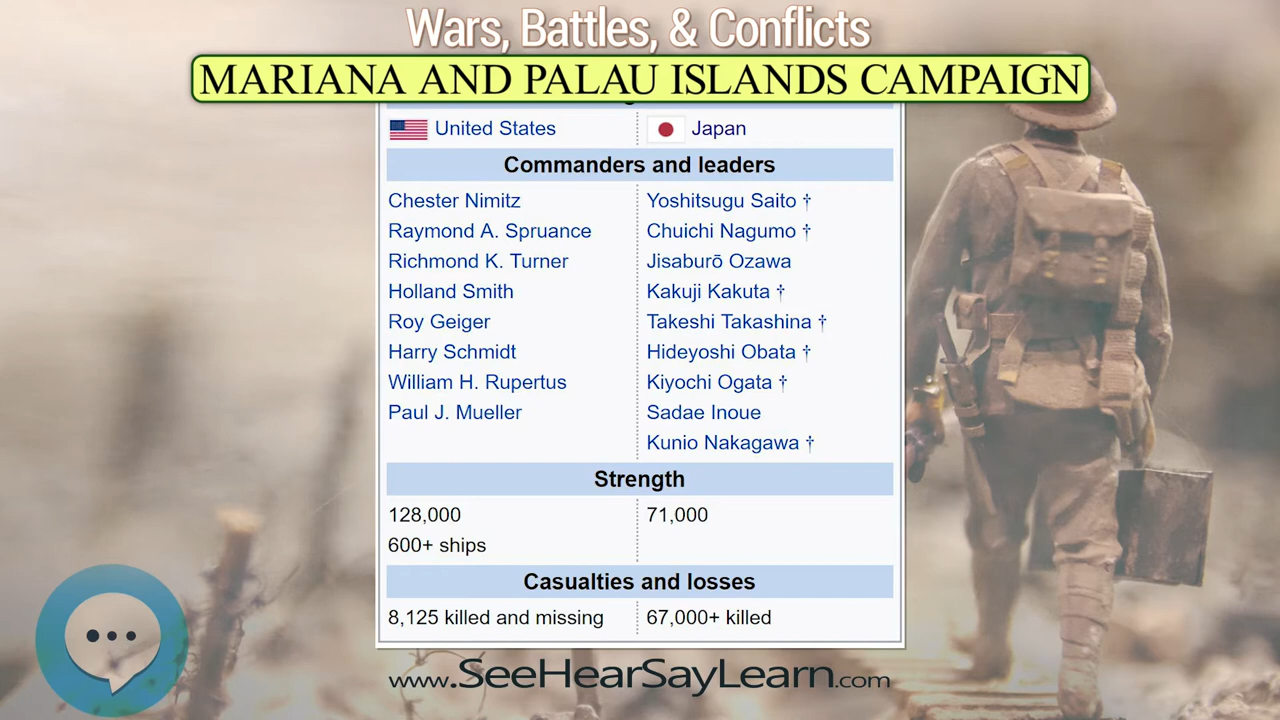 Wars, Battles, & Conflicts
MARIANA AND PALAU ISLANDS CAMPAIGN
United States Japan
Commanders and leaders
Chester Nimitz Yoshitsugu Saito †
Raymond A. Spruance Chuichi Nagumo †
Richmond K. Turner Jisaburō Ozawa
Holland Smith Kakuji Kakuta †
Roy Geiger Takeshi Takashina †
Harry Schmidt Hideyoshi Obata †
William H. Rupertus Kiyochi Ogata †
Paul J. Mueller Sadae Inoue
Kunio Nakagawa †
Strength
128,000 71,000
600+ ships
Casualties and losses
8,125 killed and missing 67,000+ killed
www.SeeHearSayLearn.com